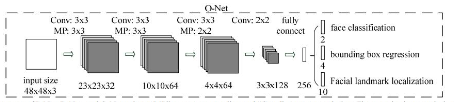 O-Net
Conv: 3x3
MP: 3x3
Conv: 3x3
MP: 3x3
Conv: 3x3
MP: 2x2
Conv: 2x2
fully
connect
face classification
2
bounding box regression
4
Facial landmark localization
10
input size
48x48x3
23x23x32
10x10x64
4x4x64
3x3x128
256